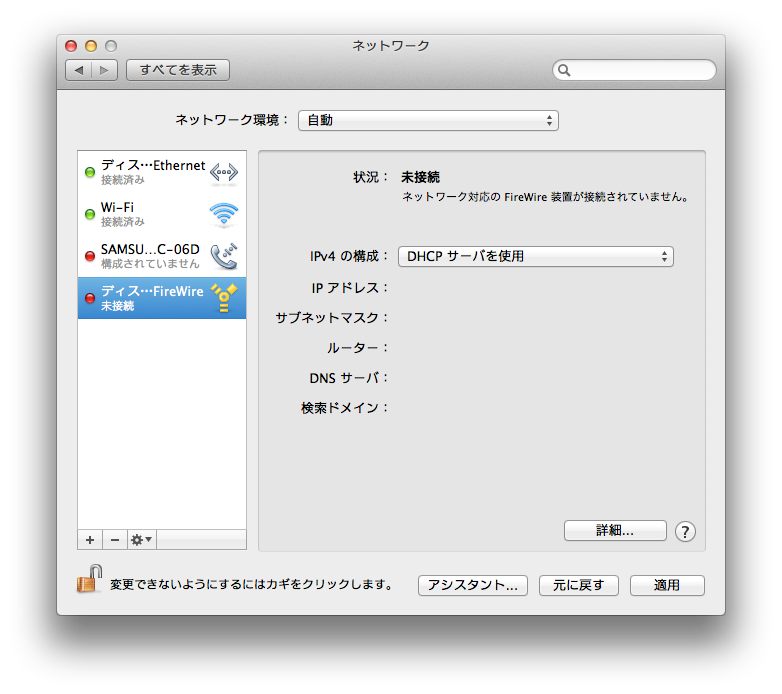 ネットワーク
すべてを表示
ネットワーク環境： 自動
ディス…Ethernet
接続済み
Wi-Fi
接続済み
SAMSU...C-06D
構成されていません
ディス…FireWire
未接続
状況： 未接続
ネットワーク対応の FireWire 装置が接続されていません。
IPv4 の構成： DHCP サーバを使用
IP アドレス：
サブネットマスク：
ルーター：
DNS サーバ：
検索ドメイン：
詳細... ?
変更できないようにするにはカギをクリックします。
アシスタント... 元に戻す 適用